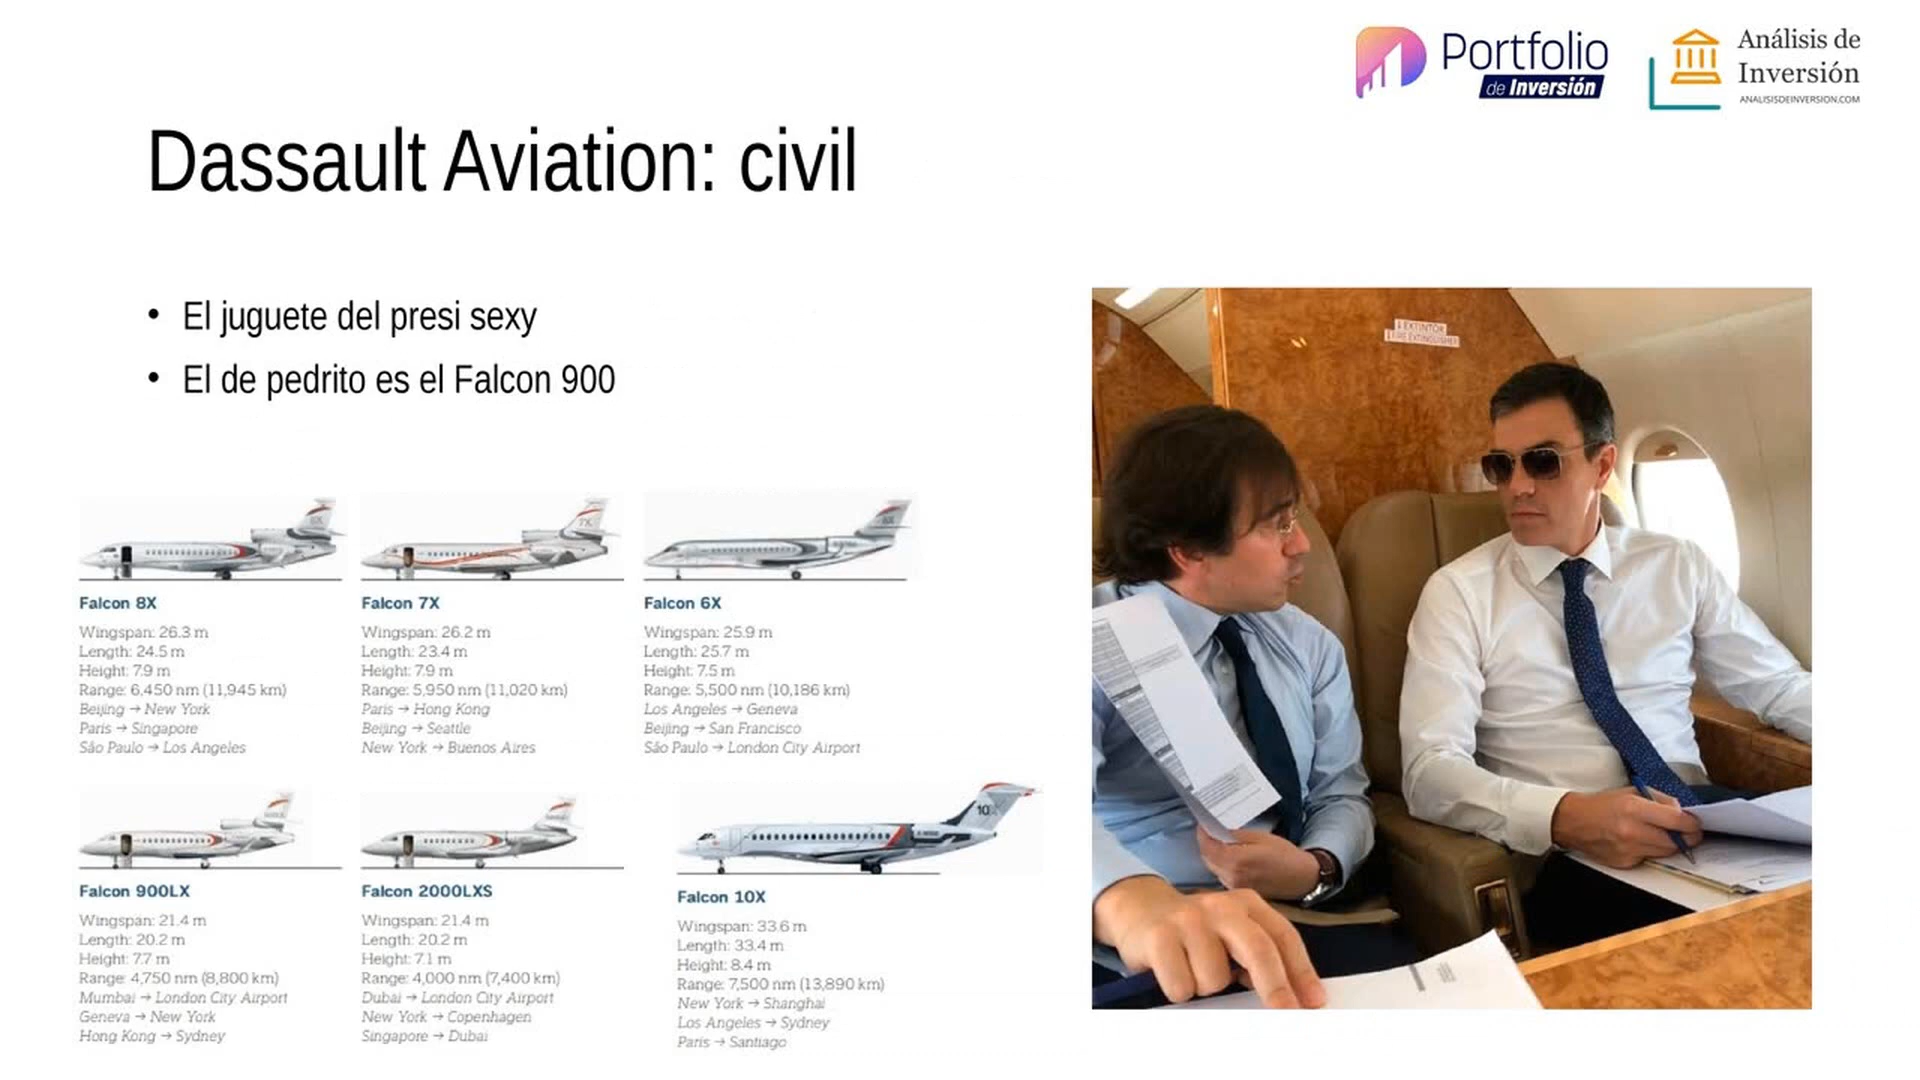 Portfolio
de Inversión
Análisis de
Inversión
ANALISISDEINVERSION.COM
Dassault Aviation: civil
• El juguete del presi sexy
• El de pedrito es el Falcon 900
EXTINTOR
FIRE EXTINGUISHER
8X
7X
Falcon 8X
Wingspan: 26.3 m
Length: 24.5 m
Height: 7.9 m
Range: 6,450 nm (11,945 km)
Beijing → New York
Paris → Singapore
São Paulo → Los Angeles
Falcon 7X
Wingspan: 26.2 m
Length: 23.4 m
Height: 7.9 m
Range: 5,950 nm (11,020 km)
Paris → Hong Kong
Beijing → Seattle
New York → Buenos Aires
Falcon 6X
Wingspan: 25.9 m
Length: 25.7 m
Height: 7.5 m
Range: 5,500 nm (10,186 km)
Los Angeles → Geneva
Beijing → San Francisco
São Paulo → London City Airport
Falcon 900LX
Wingspan: 21.4 m
Length: 20.2 m
Height: 7.7 m
Range: 4,750 nm (8,800 km)
Mumbai → London City Airport
Geneva → New York
Hong Kong → Sydney
Falcon 2000LXS
Wingspan: 21.4 m
Length: 20.2 m
Height: 7.1 m
Range: 4,000 nm (7,400 km)
Dubai → London City Airport
New York → Copenhagen
Singapore → Dubai
10X
Falcon 10X
Wingspan: 33.6 m
Length: 33.4 m
Height: 8.4 m
Range: 7,500 nm (13,890 km)
New York → Shanghai
Los Angeles → Sydney
Paris → Santiago